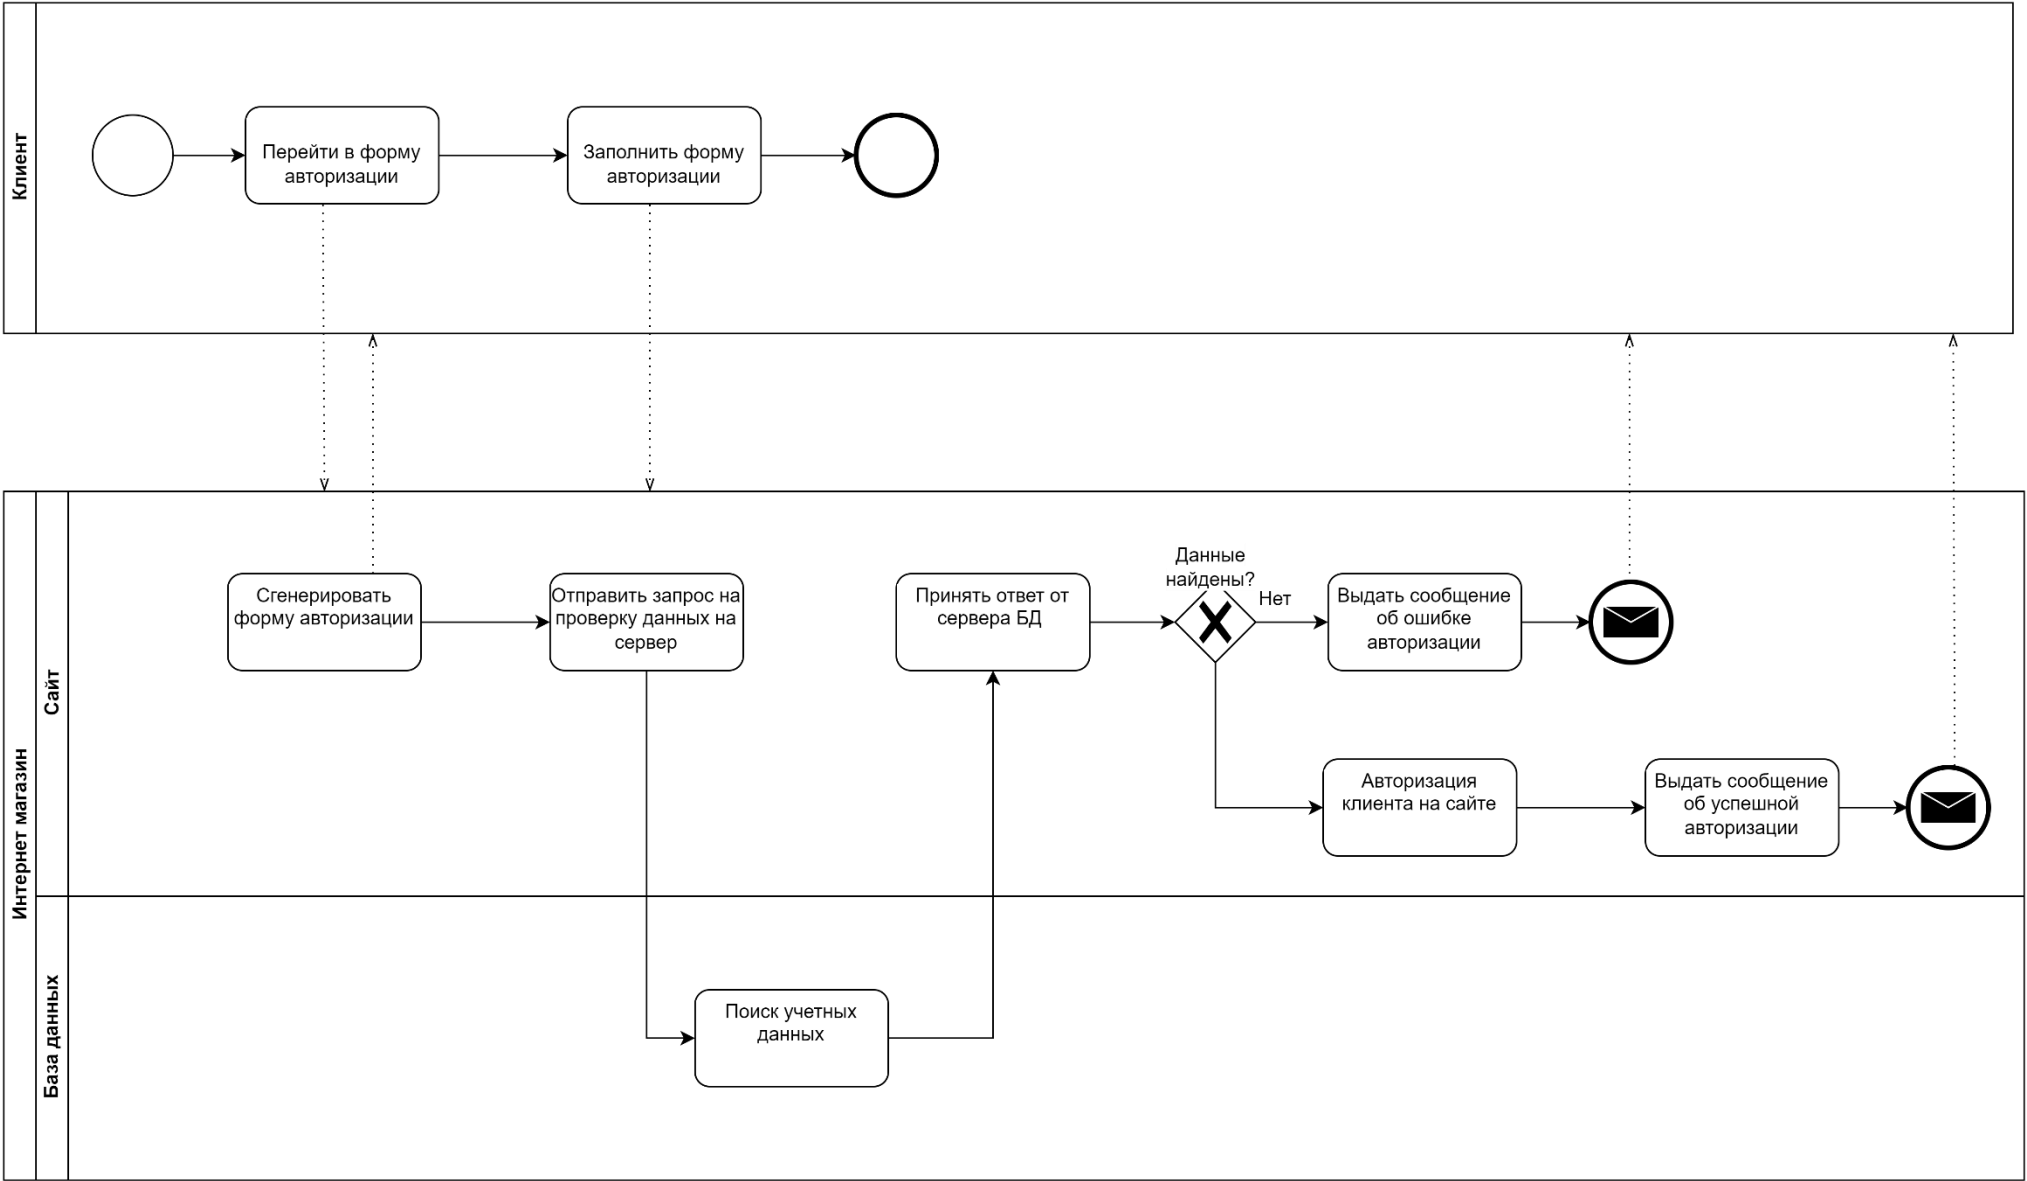 Клиент
Перейти в форму
авторизации
Заполнить форму
авторизации
Интернет магазин
Сайт
Сгенерировать
форму авторизации
Отправить запрос на
проверку данных на
сервер
Принять ответ от
сервера БД
Данные
найдены?
Нет
Выдать сообщение
об ошибке
авторизации
Авторизация
клиента на сайте
Выдать сообщение
об успешной
авторизации
База данных
Поиск учетных
данных